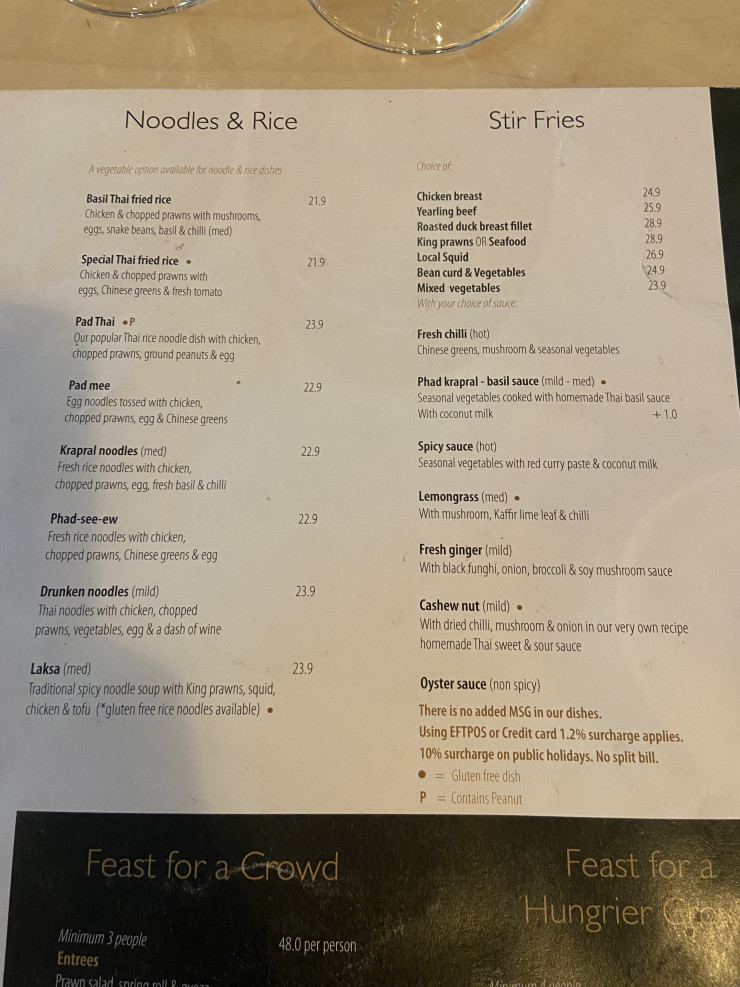 Noodles & Rice
A vegetable option available for noodle & rice dishes
Basil Thai fried rice 21.9
Chicken & chopped prawns with mushrooms,
eggs, snake beans, basil & chilli (med)
Special Thai fried rice • 21.9
Chicken & chopped prawns with
eggs, Chinese greens & fresh tomato
Pad Thai •P 23.9
Our popular Thai rice noodle dish with chicken,
chopped prawns, ground peanuts & egg
Pad mee 22.9
Egg noodles tossed with chicken,
chopped prawns, egg & Chinese greens
Krapral noodles (med) 22.9
Fresh rice noodles with chicken,
chopped prawns, egg, fresh basil & chilli
Phad-see-ew 22.9
Fresh rice noodles with chicken,
chopped prawns, Chinese greens & egg
Drunken noodles (mild) 23.9
Thai noodles with chicken, chopped
prawns, vegetables, egg & a dash of wine
Laksa (med) 23.9
Traditional spicy noodle soup with King prawns, squid,
chicken & tofu (*gluten free rice noodles available) •
Stir Fries
Choice of:
Chicken breast 24.9
Yearling beef 25.9
Roasted duck breast fillet 28.9
King prawns OR Seafood 28.9
Local Squid 26.9
Bean curd & Vegetables 24.9
Mixed vegetables 23.9
With your choice of sauce:
Fresh chilli (hot)
Chinese greens, mushroom & seasonal vegetables
Phad krapral - basil sauce (mild - med) •
Seasonal vegetables cooked with homemade Thai basil sauce
With coconut milk + 1.0
Spicy sauce (hot)
Seasonal vegetables with red curry paste & coconut milk
Lemongrass (med) •
With mushroom, Kaffir lime leaf & chilli
Fresh ginger (mild)
With black funghi, onion, broccoli & soy mushroom sauce
Cashew nut (mild) •
With dried chilli, mushroom & onion in our very own recipe
homemade Thai sweet & sour sauce
Oyster sauce (non spicy)
There is no added MSG in our dishes.
Using EFTPOS or Credit card 1.2% surcharge applies.
10% surcharge on public holidays. No split bill.
• = Gluten free dish
P = Contains Peanut
Feast for a Crowd
Minimum 3 people 48.0 per person
Entrees
Prawn salad, spring roll &
Feast for a
Hungrier